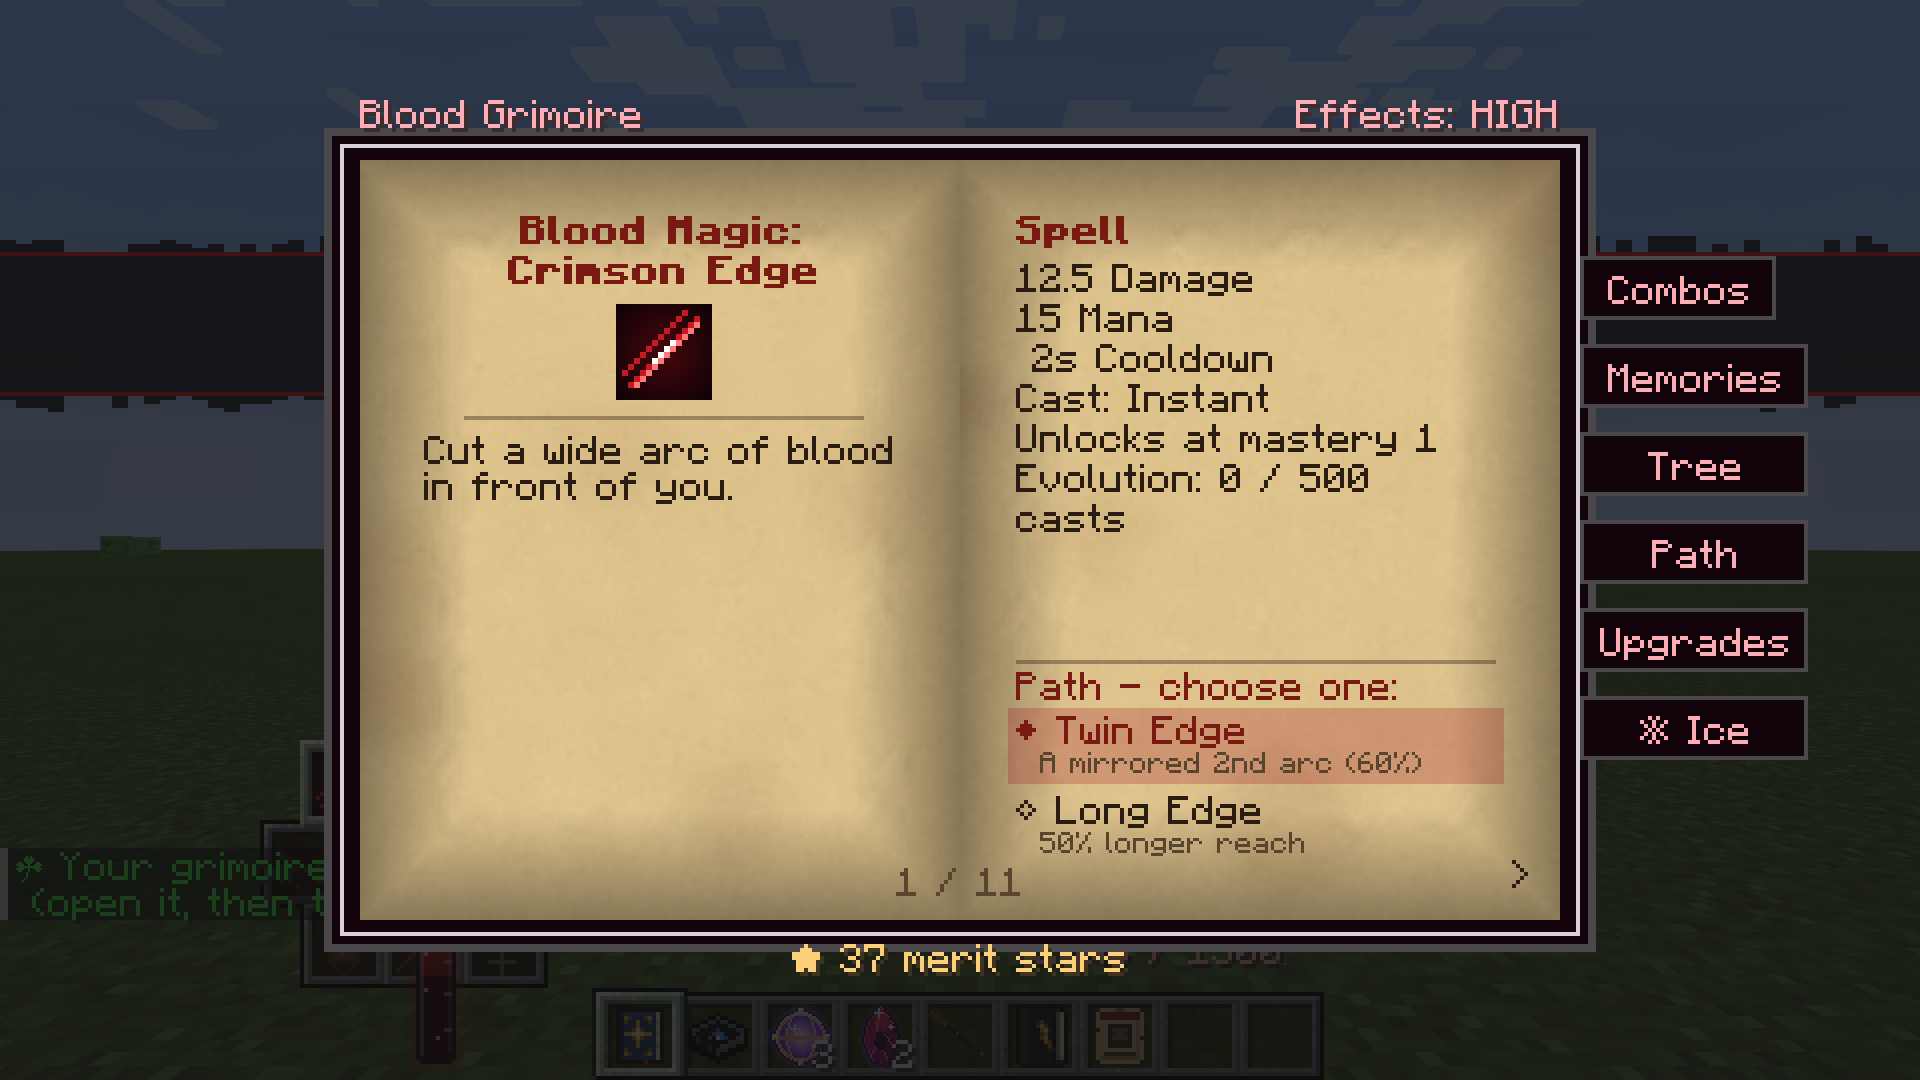 Blood Grimoire
Effects: HIGH
Blood Magic:
Crimson Edge
Cut a wide arc of blood
in front of you.
Spell
12.5 Damage
15 Mana
2s Cooldown
Cast: Instant
Unlocks at mastery 1
Evolution: 0 / 500
casts
Path - choose one:
Twin Edge
A mirrored 2nd arc (60%)
Long Edge
50% longer reach
1 / 11
>
Combos
Memories
Tree
Path
Upgrades
※ Ice
Your grimoire
(open it, then
★ 37 merit stars
/ 1500
3
2